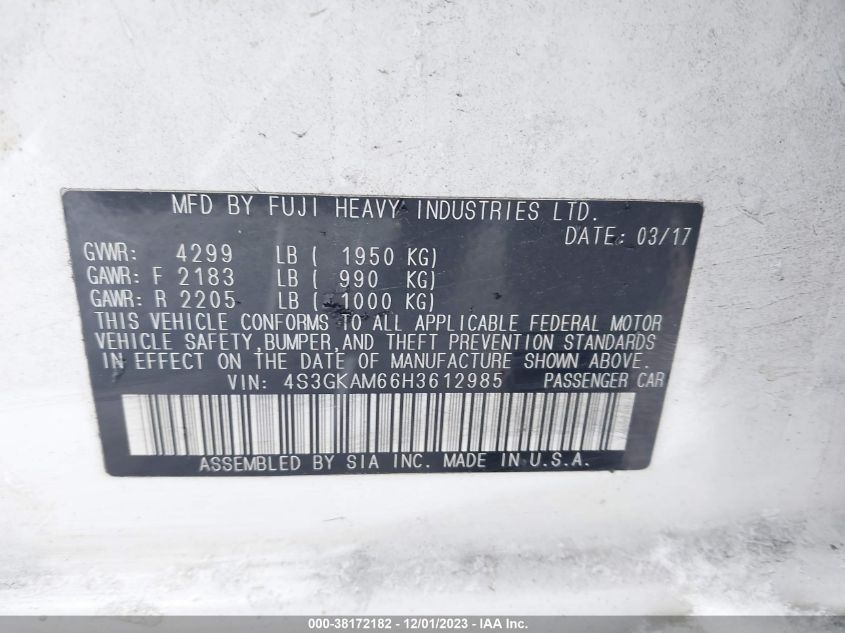 MFD BY FUJI HEAVY INDUSTRIES LTD.
DATE: 03/17
GVWR: 4299 LB ( 1950 KG)
GAWR: F 2183 LB ( 990 KG)
GAWR: R 2205 LB ( 1000 KG)
THIS VEHICLE CONFORMS TO ALL APPLICABLE FEDERAL MOTOR
VEHICLE SAFETY, BUMPER, AND THEFT PREVENTION STANDARDS
IN EFFECT ON THE DATE OF MANUFACTURE SHOWN ABOVE.
VIN: 4S3GKAM66H3612985 PASSENGER CAR
ASSEMBLED BY SIA INC. MADE IN U.S.A.
000-38172182 - 12/01/2023 - IAA Inc.